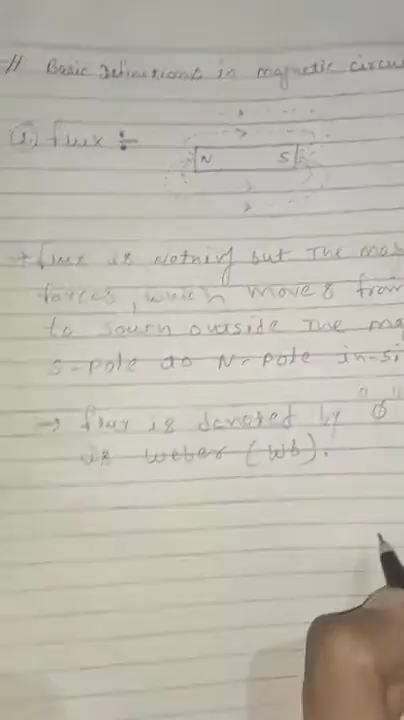 // Basic Definitions in magnetic circu
(1.) flux :-
N S
→ flux is nothing but The mag
forces, which moves from
to south outside The ma
S-pole to N-pole in-si
→ flux is denoted by "ϕ"
is weber (Wb).